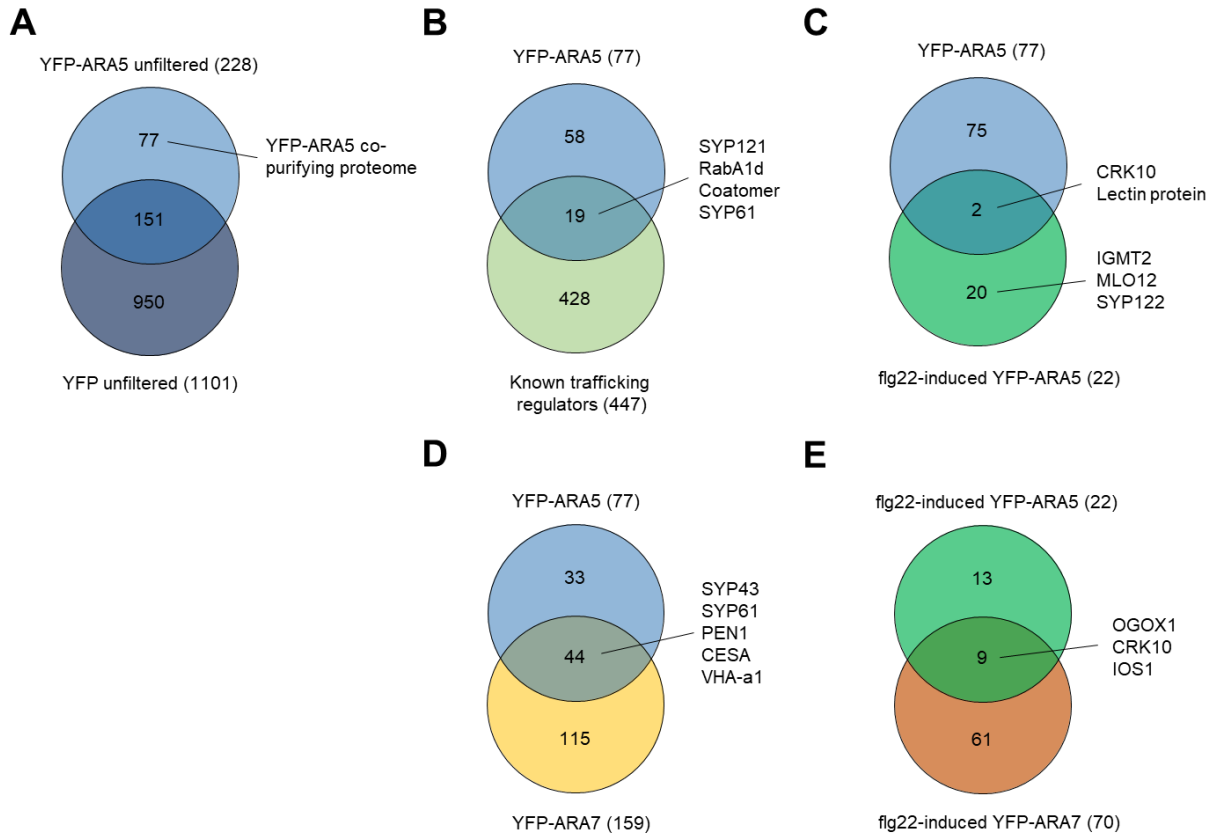 A
YFP-ARA5 unfiltered (228)
77
YFP-ARA5 co-
purifying proteome
151
950
YFP unfiltered (1101)
B
YFP-ARA5 (77)
58
SYP121
RabA1d
Coatomer
SYP61
19
428
Known trafficking
regulators (447)
C
YFP-ARA5 (77)
75
CRK10
Lectin protein
2
IGMT2
MLO12
SYP122
20
flg22-induced YFP-ARA5 (22)
D
YFP-ARA5 (77)
33
SYP43
SYP61
PEN1
CESA
VHA-a1
44
115
YFP-ARA7 (159)
E
flg22-induced YFP-ARA5 (22)
13
OGOX1
CRK10
IOS1
9
61
flg22-induced YFP-ARA7 (70)